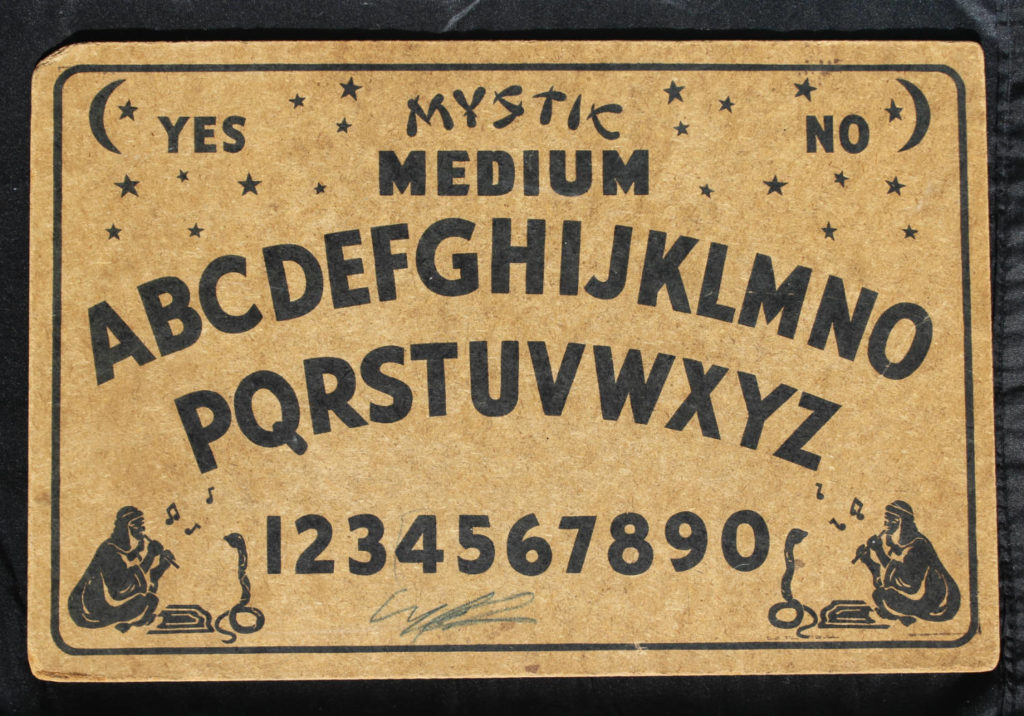 YES
MYSTIC
MEDIUM
NO
ABCDEFGHIJKLMNO
PQRSTUVWXYZ
1234567890